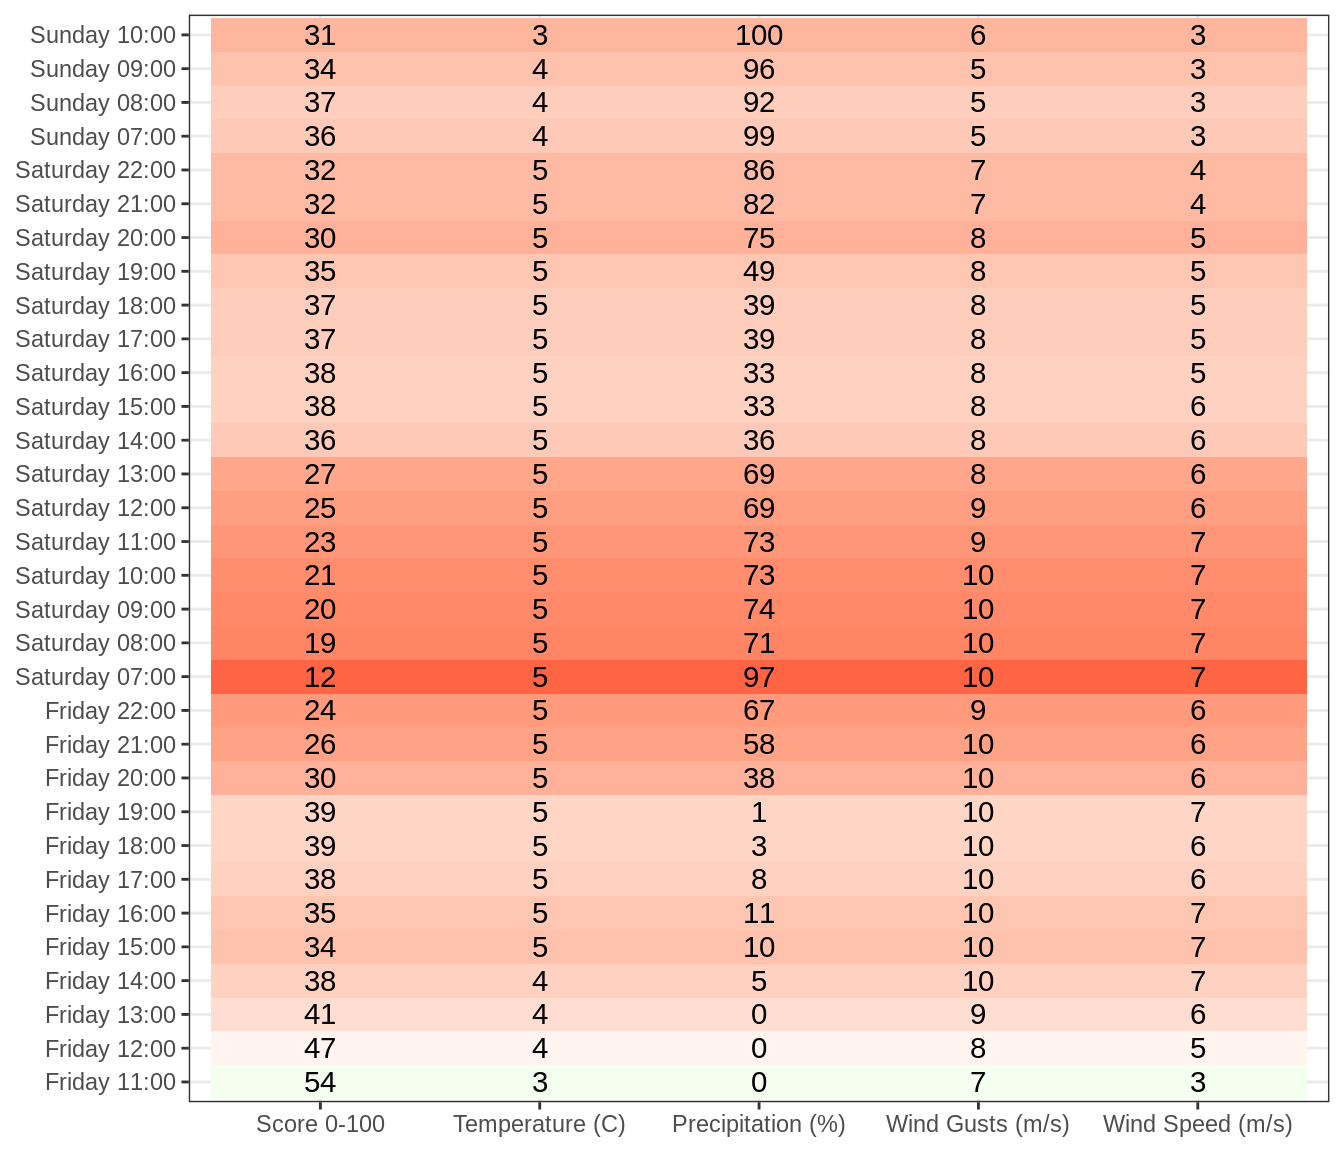 Sunday 10:00 31 3 100 6 3
Sunday 09:00 34 4 96 5 3
Sunday 08:00 37 4 92 5 3
Sunday 07:00 36 4 99 5 3
Saturday 22:00 32 5 86 7 4
Saturday 21:00 32 5 82 7 4
Saturday 20:00 30 5 75 8 5
Saturday 19:00 35 5 49 8 5
Saturday 18:00 37 5 39 8 5
Saturday 17:00 37 5 39 8 5
Saturday 16:00 38 5 33 8 5
Saturday 15:00 38 5 33 8 6
Saturday 14:00 36 5 36 8 6
Saturday 13:00 27 5 69 8 6
Saturday 12:00 25 5 69 9 6
Saturday 11:00 23 5 73 9 7
Saturday 10:00 21 5 73 10 7
Saturday 09:00 20 5 74 10 7
Saturday 08:00 19 5 71 10 7
Saturday 07:00 12 5 97 10 7
Friday 22:00 24 5 67 9 6
Friday 21:00 26 5 58 10 6
Friday 20:00 30 5 38 10 6
Friday 19:00 39 5 1 10 7
Friday 18:00 39 5 3 10 6
Friday 17:00 38 5 8 10 6
Friday 16:00 35 5 11 10 7
Friday 15:00 34 5 10 10 7
Friday 14:00 38 4 5 10 7
Friday 13:00 41 4 0 9 6
Friday 12:00 47 4 0 8 5
Friday 11:00 54 3 0 7 3
Score 0-100 Temperature (C) Precipitation (%) Wind Gusts (m/s) Wind Speed (m/s)